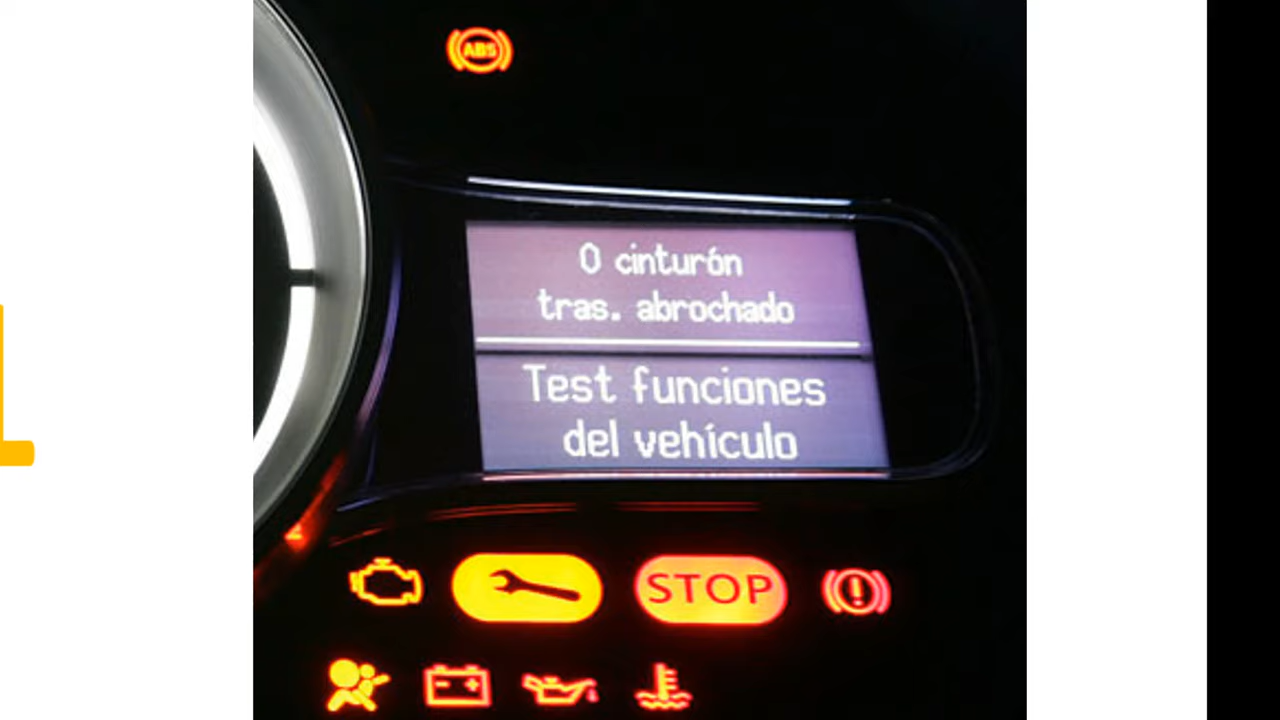 ABS
0 cinturón
tras. abrochado
Test funciones
del vehículo
STOP